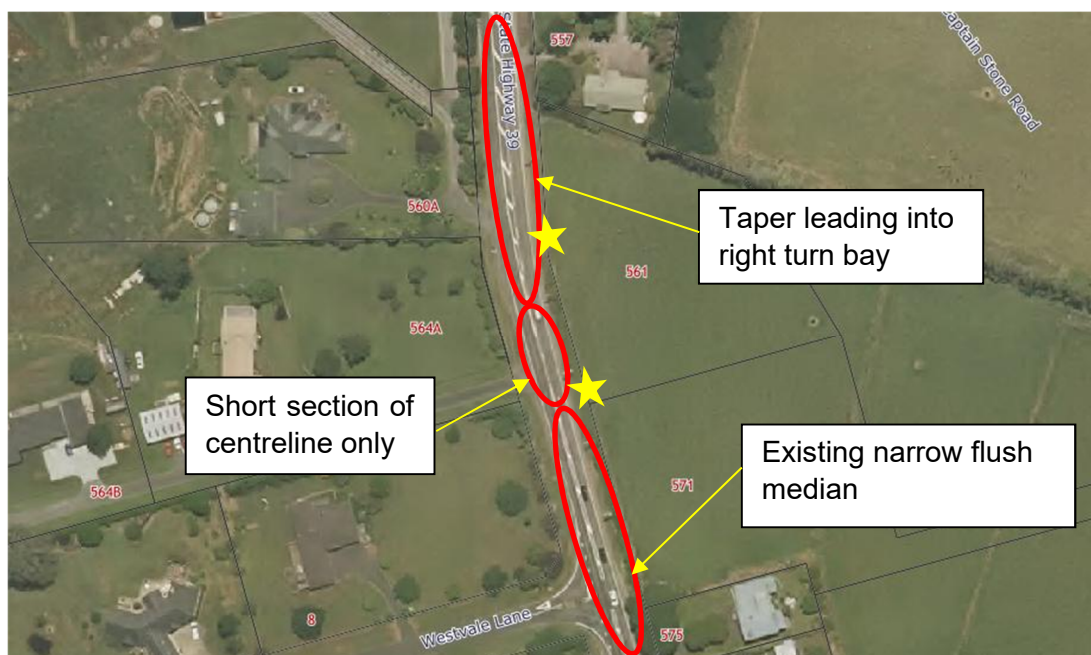 557
Captain Stone Road
State Highway 39
560A
Taper leading into
right turn bay
561
564A
Short section of
centreline only
Existing narrow flush
median
571
564B
8
Westvale Lane
575